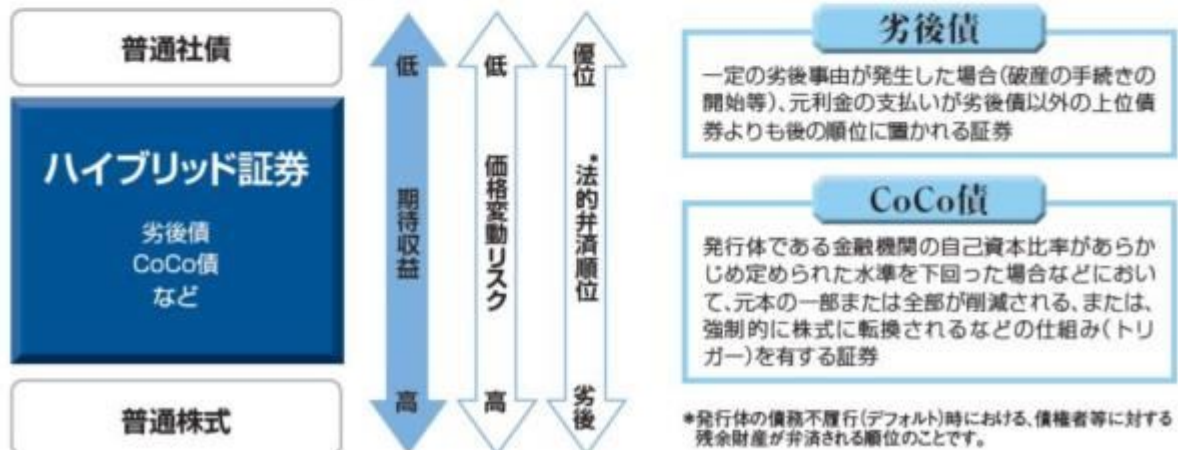 普通社債
ハイブリッド証券
劣後債
CoCo債
など
普通株式
低
期待収益
高
低
価格変動リスク
高
優位
*法的弁済順位
劣後
劣後債
一定の劣後事由が発生した場合(破産の手続きの
開始等)、元利金の支払いが劣後債以外の上位債
券よりも後の順位に置かれる証券
CoCo債
発行体である金融機関の自己資本比率があらか
じめ定められた水準を下回った場合などにおい
て、元本の一部または全部が削減される、または、
強制的に株式に転換されるなどの仕組み(トリ
ガー)を有する証券
*発行体の債務不履行(デフォルト)時における、債権者等に対する
残余財産が弁済される順位のことです。